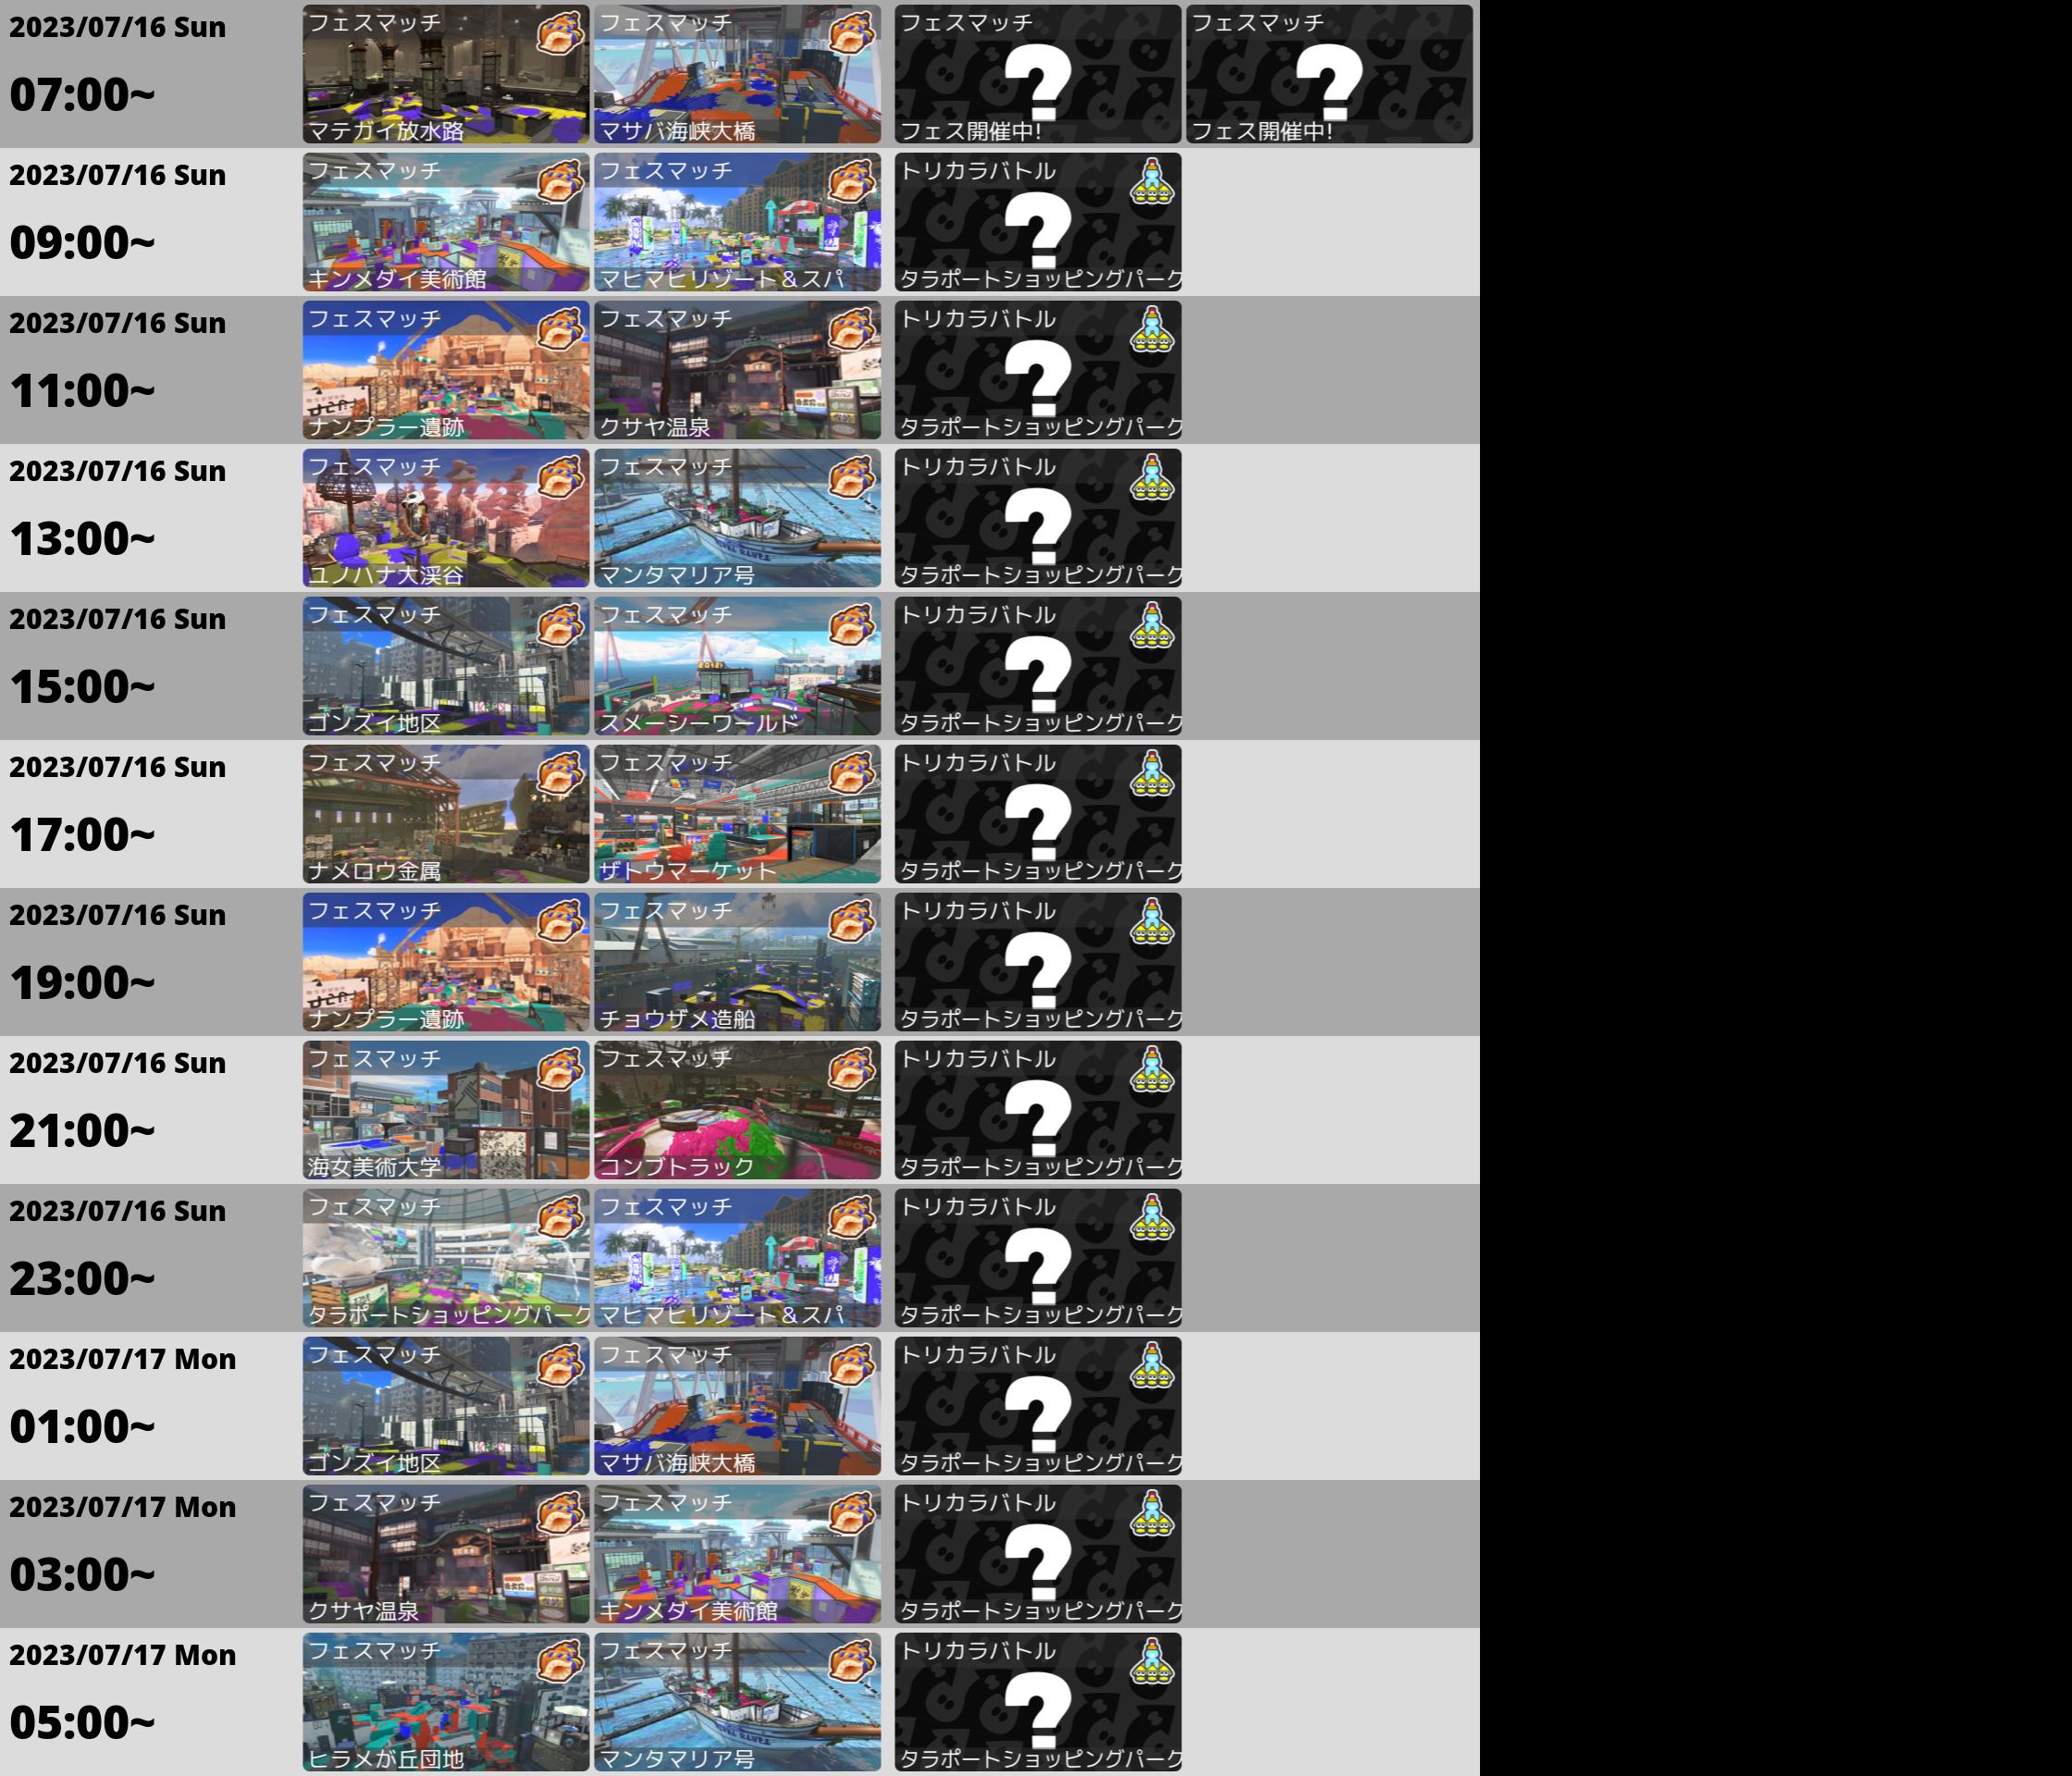 2023/07/16 Sun
07:00~
フェスマッチ
マテガイ放水路
フェスマッチ
マサバ海峡大橋
フェスマッチ
?
フェス開催中!
フェスマッチ
?
フェス開催中!
2023/07/16 Sun
09:00~
フェスマッチ
キンメダイ美術館
フェスマッチ
マヒマヒリゾート＆スパ
トリカラバトル
?
タラポートショッピングパーク
2023/07/16 Sun
11:00~
フェスマッチ
ナンプラー遺跡
フェスマッチ
クサヤ温泉
トリカラバトル
?
タラポートショッピングパーク
2023/07/16 Sun
13:00~
フェスマッチ
ユノハナ大渓谷
フェスマッチ
マンタマリア号
トリカラバトル
?
タラポートショッピングパーク
2023/07/16 Sun
15:00~
フェスマッチ
ゴンズイ地区
フェスマッチ
スメーシーワールド
トリカラバトル
?
タラポートショッピングパーク
2023/07/16 Sun
17:00~
フェスマッチ
ナメロウ金属
フェスマッチ
ザトウマーケット
トリカラバトル
?
タラポートショッピングパーク
2023/07/16 Sun
19:00~
フェスマッチ
ナンプラー遺跡
フェスマッチ
チョウザメ造船
トリカラバトル
?
タラポートショッピングパーク
2023/07/16 Sun
21:00~
フェスマッチ
海女美術大学
フェスマッチ
コンブトラック
トリカラバトル
?
タラポートショッピングパーク
2023/07/16 Sun
23:00~
フェスマッチ
タラポートショッピングパーク
フェスマッチ
マヒマヒリゾート＆スパ
トリカラバトル
?
タラポートショッピングパーク
2023/07/17 Mon
01:00~
フェスマッチ
ゴンズイ地区
フェスマッチ
マサバ海峡大橋
トリカラバトル
?
タラポートショッピングパーク
2023/07/17 Mon
03:00~
フェスマッチ
クサヤ温泉
フェスマッチ
キンメダイ美術館
トリカラバトル
?
タラポートショッピングパーク
2023/07/17 Mon
05:00~
フェスマッチ
ヒラメが丘団地
フェスマッチ
マンタマリア号
トリカラバトル
?
タラポートショッピングパーク